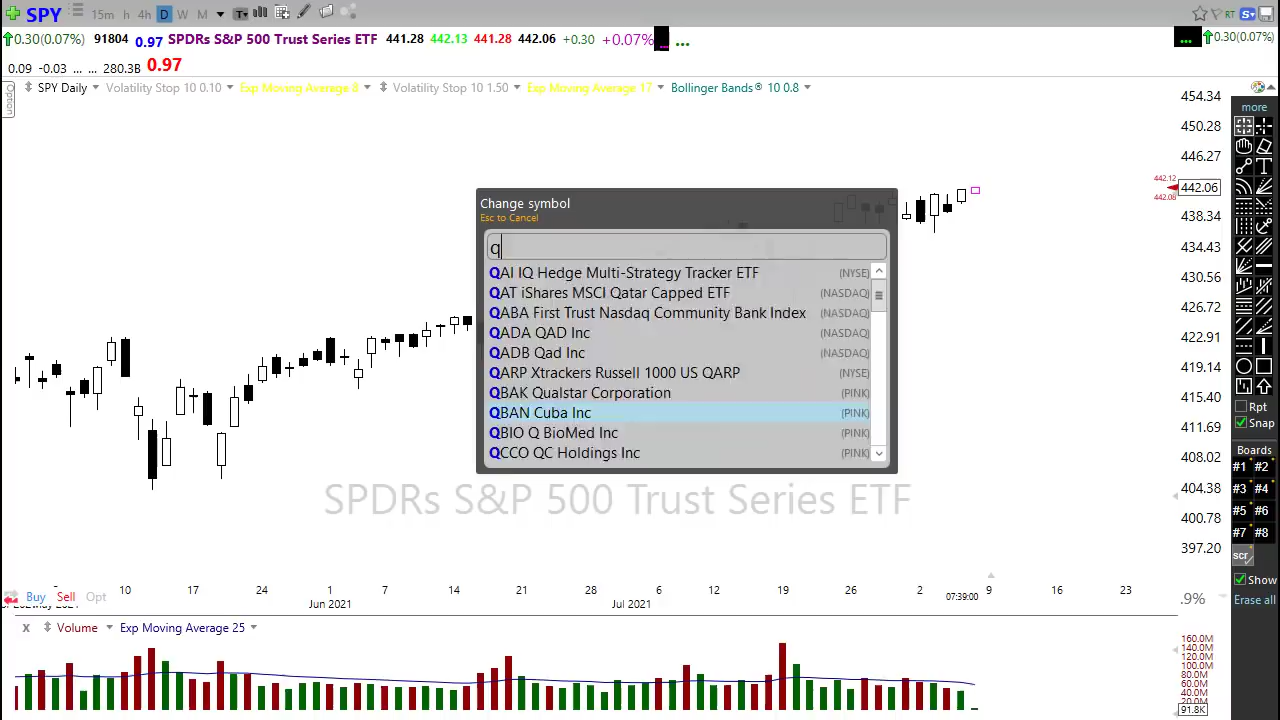 SPY 15m h 4h D W M T RT S
0.30(0.07%) 91804 0.97 SPDRs S&P 500 Trust Series ETF 441.28 442.13 441.28 442.06 +0.30 +0.07% ... ... ... 0.30(0.07%)
0.09 -0.03 ... ... 280.3B 0.97
Option SPY Daily Volatility Stop 10 0.10 Exp Moving Average 8 Volatility Stop 10 1.50 Exp Moving Average 17 Bollinger Bands® 10 0.8
454.34
more
450.28
446.27
442.12
442.06
442.08
438.34
434.43
430.56
426.72
422.91
419.14
415.40
411.69
408.02
404.38
400.78
397.20
.9%
Change symbol
Esc to Cancel
q
QAI IQ Hedge Multi-Strategy Tracker ETF (NYSE)
QAT iShares MSCI Qatar Capped ETF (NASDAQ)
QABA First Trust Nasdaq Community Bank Index (NASDAQ)
QADA QAD Inc (NASDAQ)
QADB Qad Inc (NASDAQ)
QARP Xtrackers Russell 1000 US QARP (NYSE)
QBAK Qualstar Corporation (PINK)
QBAN Cuba Inc (PINK)
QBIO Q BioMed Inc (PINK)
QCCO QC Holdings Inc (PINK)
SPDRs S&P 500 Trust Series ETF
T
Rpt
Snap
Boards
#1 #2
#3 #4
#5 #6
#7 #8
scr
Show
Erase all
Buy Sell Opt
10 17 24 1 7 14 21 28 6 12 19 26 2 07:39:00 9 16 23
Jun 2021 Jul 2021
X Volume Exp Moving Average 25
160.0M
140.0M
120.0M
100.0M
80.0M
60.0M
40.0M
91.8K